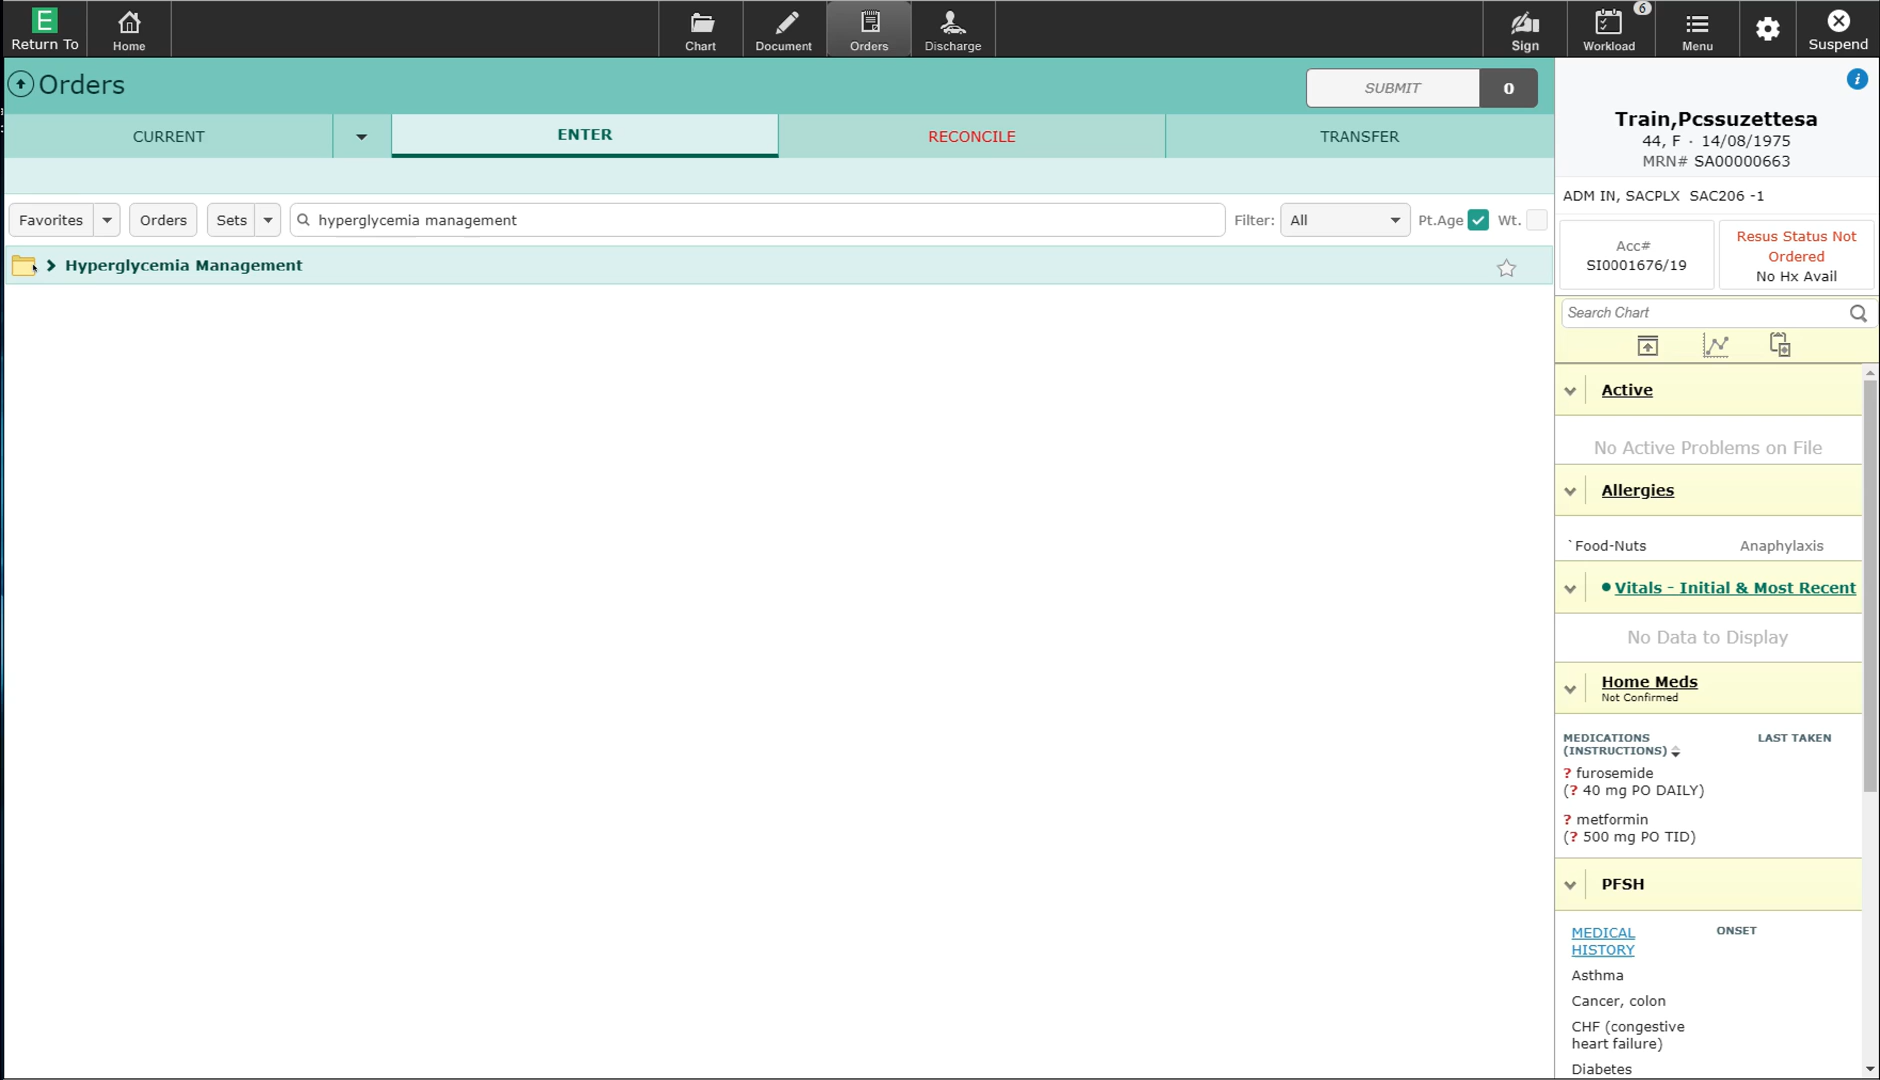 E
Return To
Home
Chart
Document
Orders
Discharge
Sign
6
Workload
Menu
Suspend
Orders
SUBMIT 0
CURRENT
ENTER
RECONCILE
TRANSFER
Favorites
Orders
Sets
hyperglycemia management
Filter: All
Pt.Age
Wt.
Hyperglycemia Management
Train,Pcssuzettesa
44, F · 14/08/1975
MRN# SA00000663
ADM IN, SACPLX SAC206 -1
Acc#
SI0001676/19
Resus Status Not
Ordered
No Hx Avail
Search Chart
Active
No Active Problems on File
Allergies
`Food-Nuts Anaphylaxis
Vitals - Initial & Most Recent
No Data to Display
Home Meds
Not Confirmed
MEDICATIONS LAST TAKEN
(INSTRUCTIONS)
? furosemide
(? 40 mg PO DAILY)
? metformin
(? 500 mg PO TID)
PFSH
MEDICAL ONSET
HISTORY
Asthma
Cancer, colon
CHF (congestive
heart failure)
Diabetes